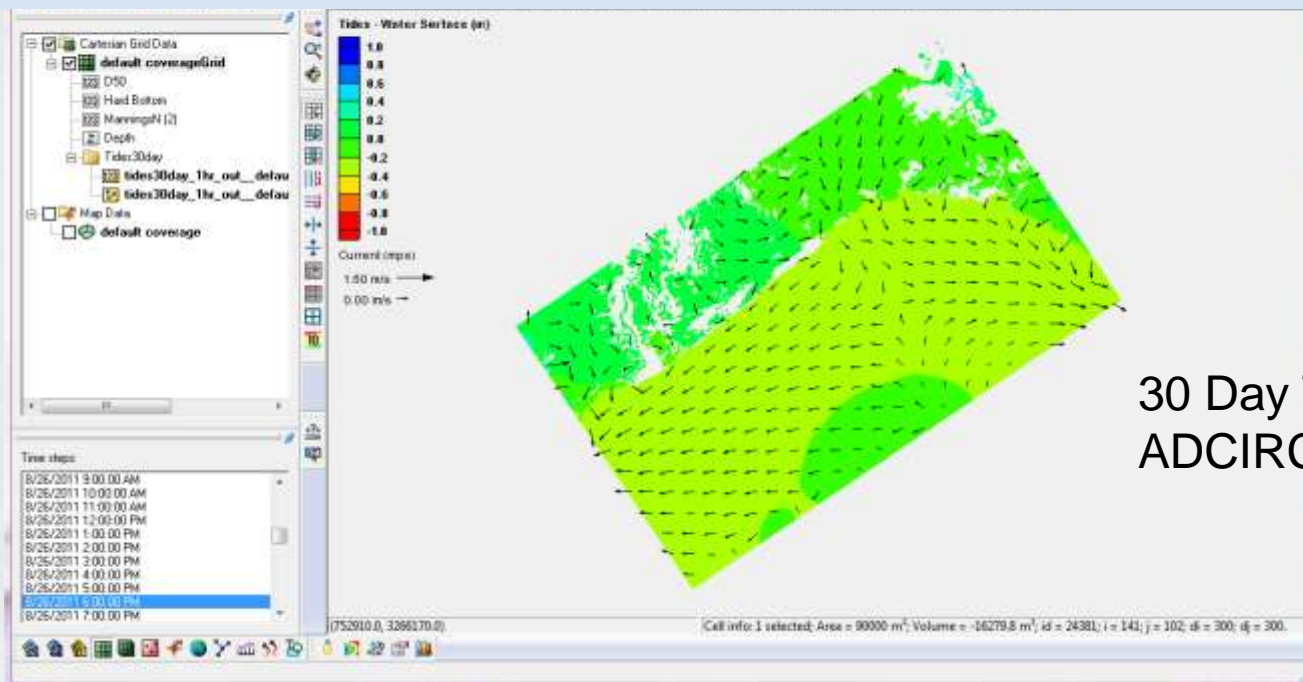 Cartesian Grid Data
default coverageGrid
D50
Hard Bottom
ManningsN (2)
Depth
Tides30day
tides30day_1hr_out__defau
tides30day_1hr_out__defau
Map Data
default coverage
Time steps:
8/26/2011 9:00:00 AM
8/26/2011 10:00:00 AM
8/26/2011 11:00:00 AM
8/26/2011 12:00:00 PM
8/26/2011 1:00:00 PM
8/26/2011 2:00:00 PM
8/26/2011 3:00:00 PM
8/26/2011 4:00:00 PM
8/26/2011 5:00:00 PM
8/26/2011 6:00:00 PM
8/26/2011 7:00:00 PM
Tides - Water Surface (m)
1.0
0.8
0.6
0.4
0.2
0.0
-0.2
-0.4
-0.6
-0.8
-1.0
Current (mps)
1.50 m/s
0.00 m/s
30 Day
ADCIRC
(752910.0, 3266170.0)
Cell info: 1 selected; Area = 90000 m²; Volume = -16279.8 m³; id = 24381; i = 141; j = 102; di = 300; dj = 300.